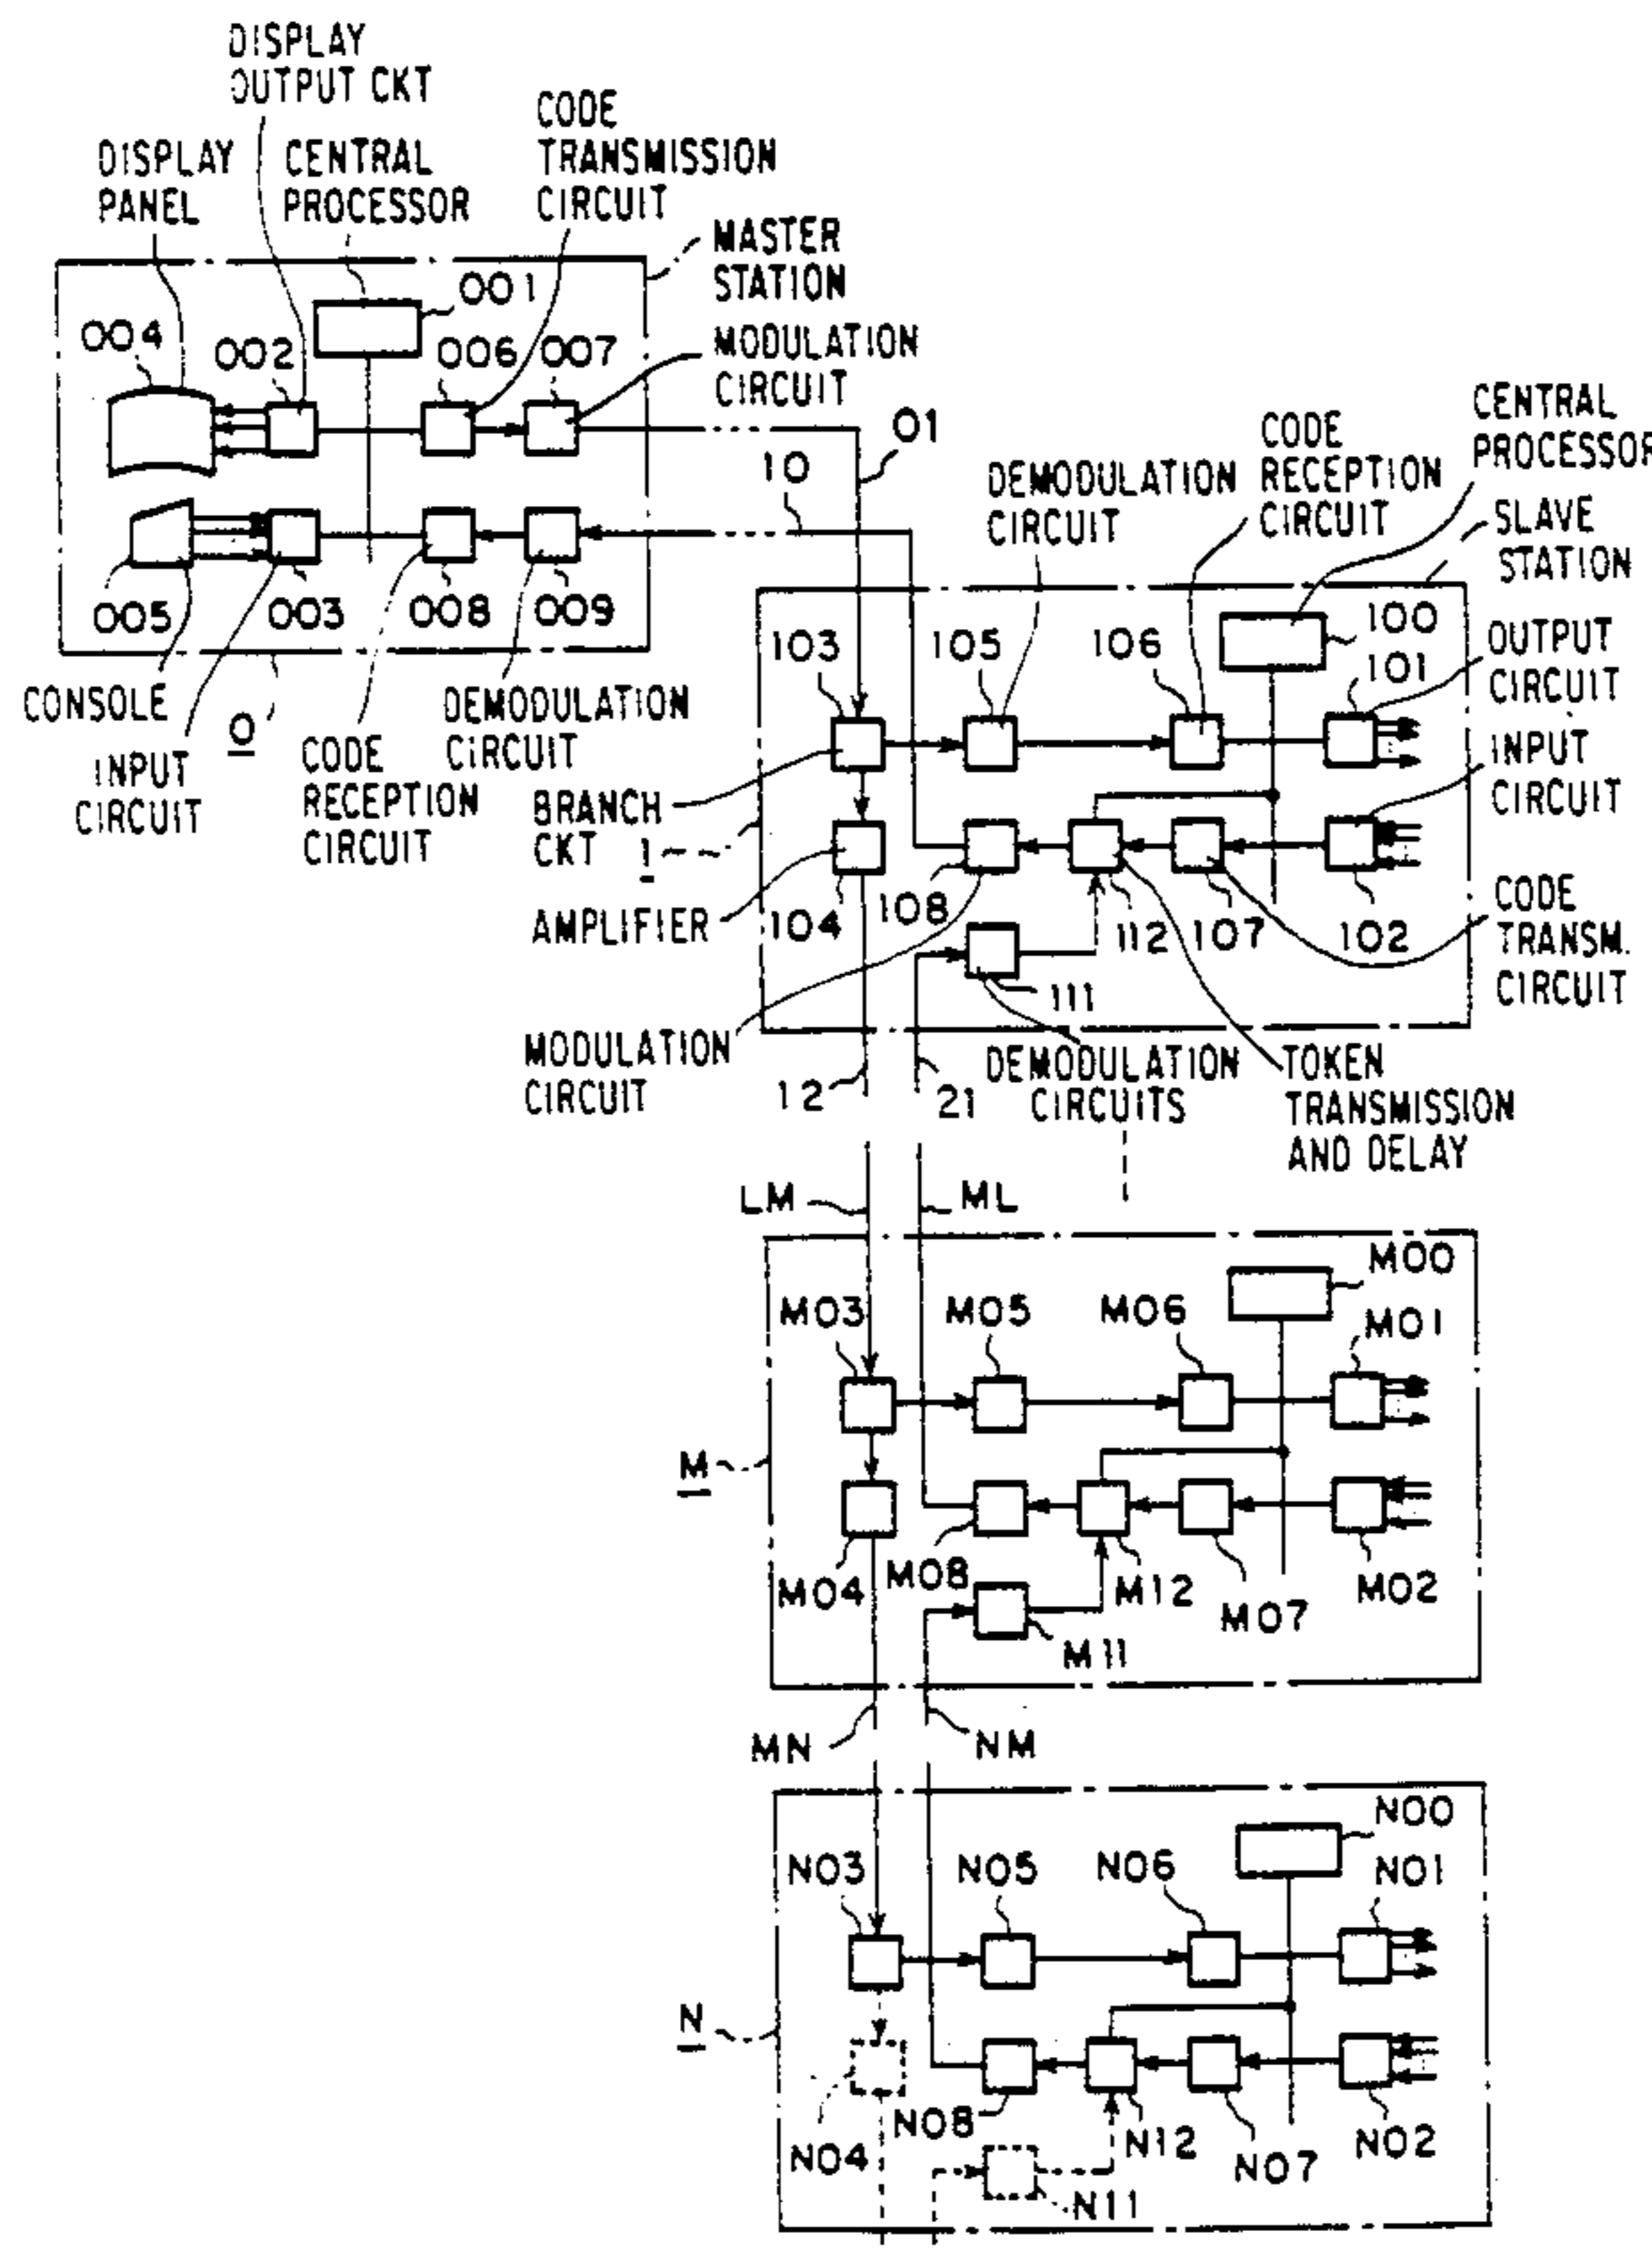 DISPLAY
OUTPUT CKT
CODE
TRANSMISSION
CIRCUIT
DISPLAY
PANEL
CENTRAL
PROCESSOR
MASTER
STATION
001
004
002
006
007
MODULATION
CIRCUIT
01
10
DEMODULATION
CIRCUIT
CODE
RECEPTION
CIRCUIT
CENTRAL
PROCESSOR
SLAVE
STATION
005
003
008
009
CONSOLE
0
INPUT
CIRCUIT
CODE
RECEPTION
CIRCUIT
DEMODULATION
CIRCUIT
103
105
106
100
101
OUTPUT
CIRCUIT
INPUT
CIRCUIT
BRANCH
CKT
1
AMPLIFIER
104
108
112
107
102
CODE
TRANSM.
CIRCUIT
111
MODULATION
CIRCUIT
12
21
DEMODULATION
CIRCUITS
TOKEN
TRANSMISSION
AND DELAY
LM
ML
M00
M03
M05
M06
M01
M
M04
M08
M12
M07
M02
M11
MN
NM
N00
N03
N05
N06
N01
N
N04
N08
N12
N07
N02
N11